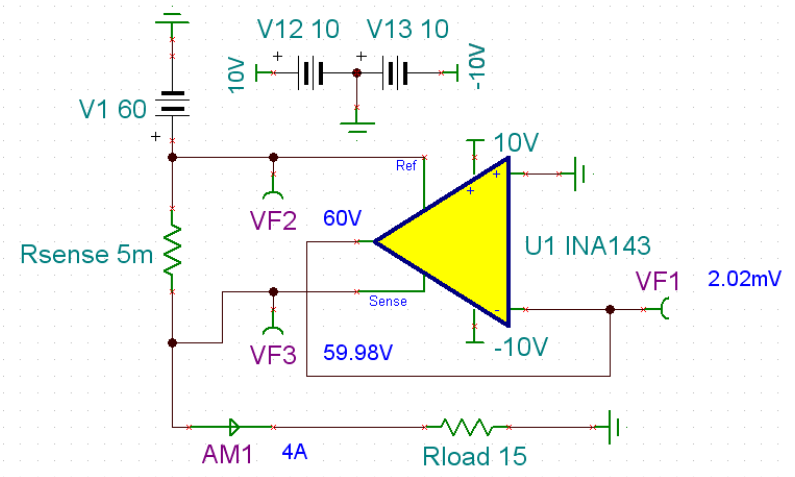 V12 10 V13 10
10V
+
+
-10V
V1 60
+
10V
Ref
+
+
VF2
60V
Rsense 5m
U1 INA143
VF1
2.02mV
Sense
-
-
VF3
59.98V
-10V
AM1
4A
Rload 15